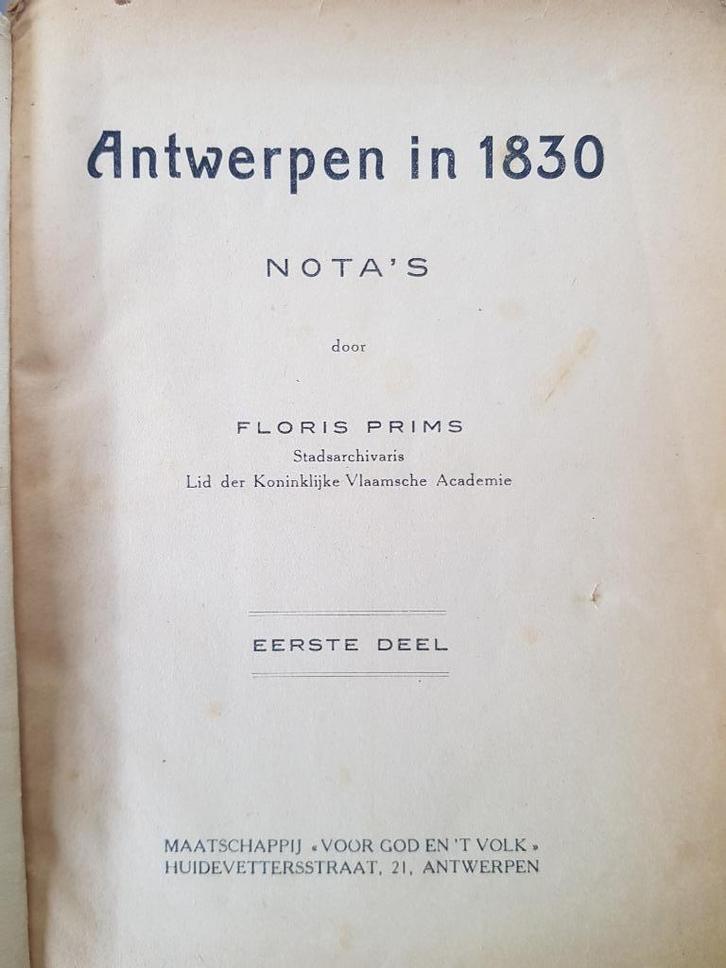 Antwerpen in 1830
NOTA'S
door
FLORIS PRIMS
Stadsarchivaris
Lid der Koninklijke Vlaamsche Academie
EERSTE DEEL
MAATSCHAPPIJ «VOOR GOD EN 'T VOLK»
HUIDEVETTERSSTRAAT, 21, ANTWERPEN